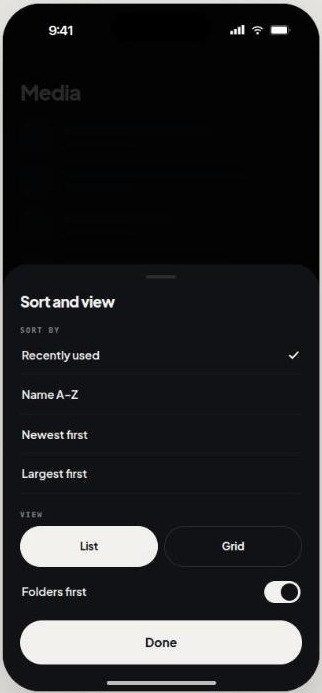 9:41
Media
Sort and view
SORT BY
Recently used
Name A–Z
Newest first
Largest first
VIEW
List
Grid
Folders first
Done